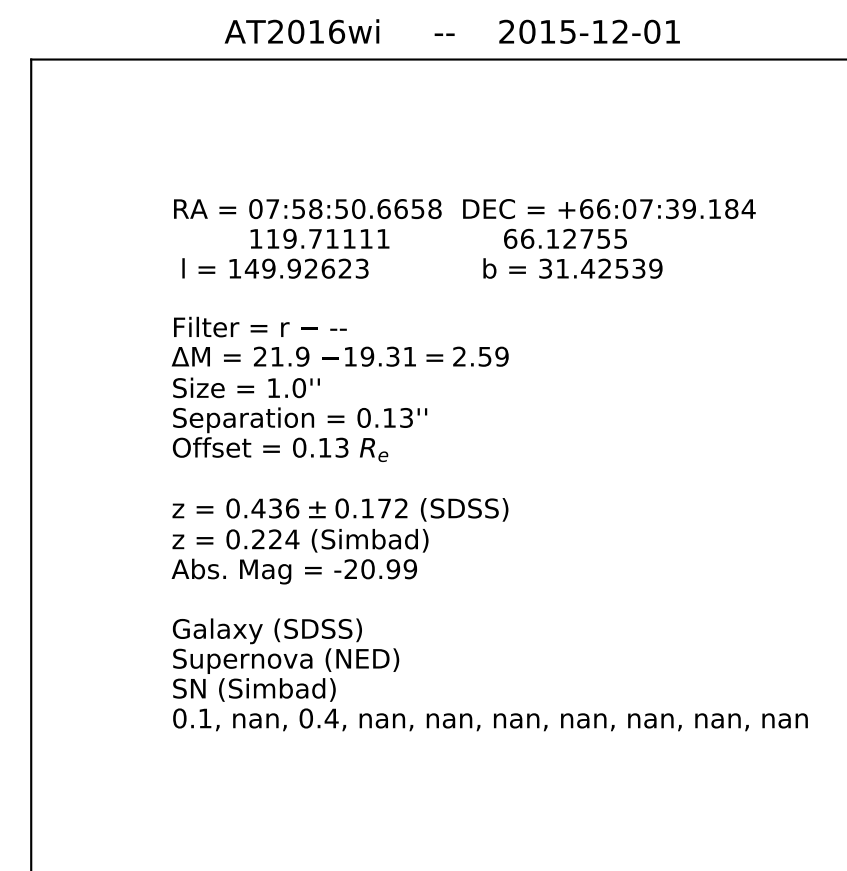 AT2016wi -- 2015-12-01
RA = 07:58:50.6658 DEC = +66:07:39.184
119.71111 66.12755
l = 149.92623 b = 31.42539
Filter = r − --
ΔM = 21.9 −19.31 = 2.59
Size = 1.0''
Separation = 0.13''
Offset = 0.13 Rₑ
z = 0.436 ± 0.172 (SDSS)
z = 0.224 (Simbad)
Abs. Mag = -20.99
Galaxy (SDSS)
Supernova (NED)
SN (Simbad)
0.1, nan, 0.4, nan, nan, nan, nan, nan, nan, nan